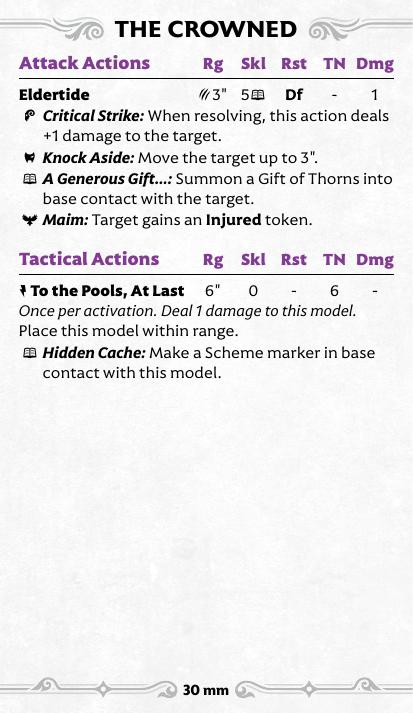 THE CROWNED
Attack Actions Rg Skl Rst TN Dmg
Eldertide 3" 5 Df - 1
Critical Strike: When resolving, this action deals
+1 damage to the target.
Knock Aside: Move the target up to 3".
A Generous Gift...: Summon a Gift of Thorns into
base contact with the target.
Maim: Target gains an Injured token.
Tactical Actions Rg Skl Rst TN Dmg
To the Pools, At Last 6" 0 - 6 -
Once per activation. Deal 1 damage to this model.
Place this model within range.
Hidden Cache: Make a Scheme marker in base
contact with this model.
30 mm